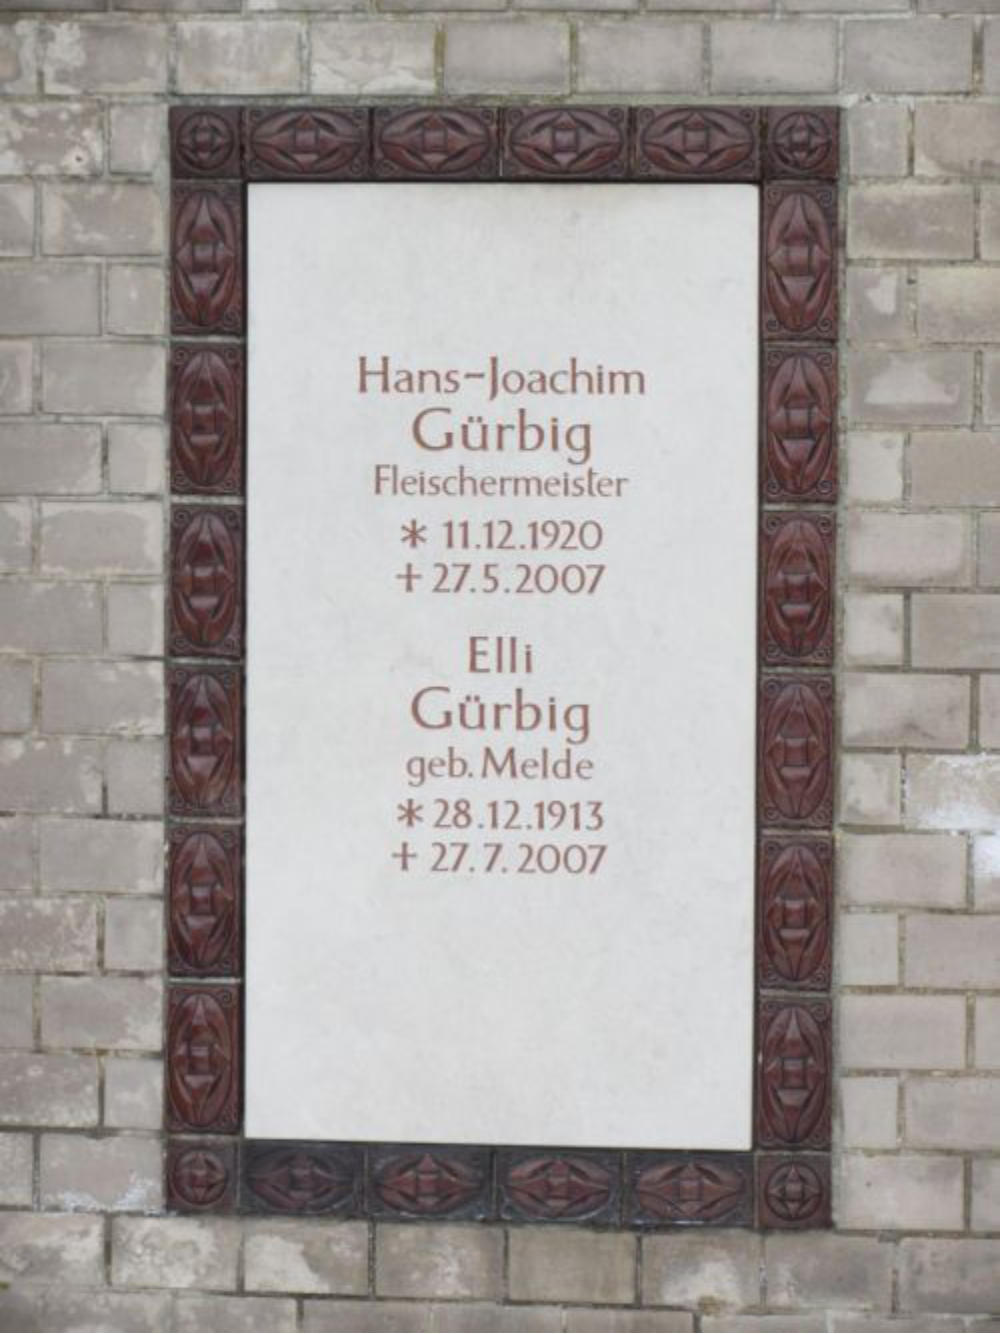 Hans-Joachim
Gürbig
Fleischermeister
* 11.12.1920
+ 27.5.2007
Elli
Gürbig
geb. Melde
* 28.12.1913
+ 27.7.2007